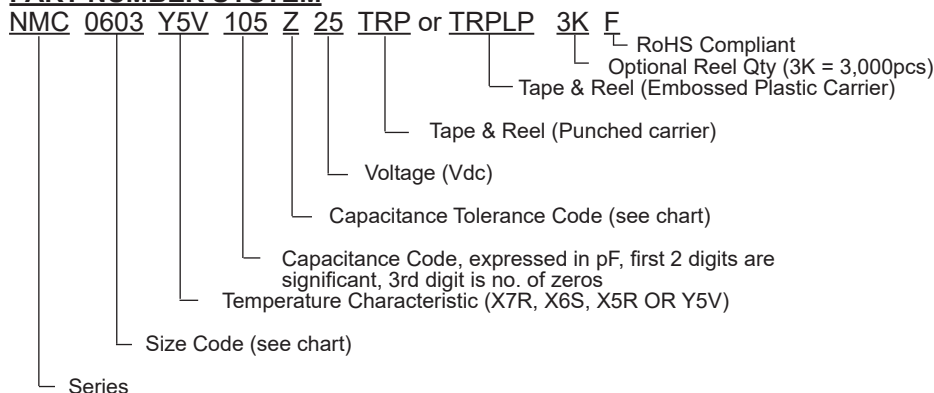 PART NUMBER SYSTEM
NMC 0603 Y5V 105 Z 25 TRP or TRPLP 3K F
RoHS Compliant
Optional Reel Qty (3K = 3,000pcs)
Tape & Reel (Embossed Plastic Carrier)
Tape & Reel (Punched carrier)
Voltage (Vdc)
Capacitance Tolerance Code (see chart)
Capacitance Code, expressed in pF, first 2 digits are
significant, 3rd digit is no. of zeros
Temperature Characteristic (X7R, X6S, X5R OR Y5V)
Size Code (see chart)
Series